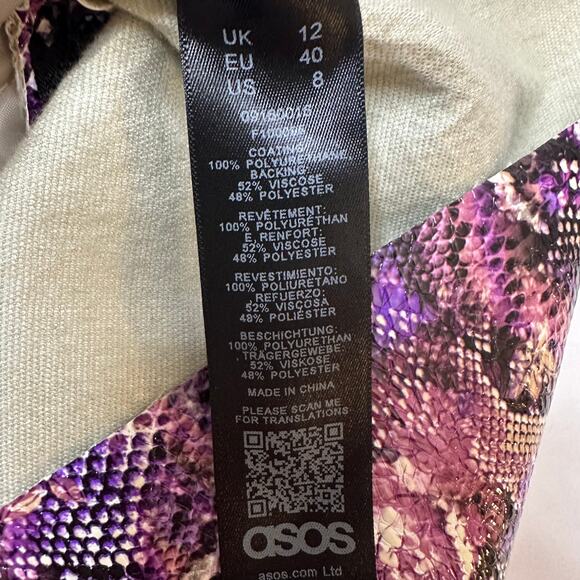 UK 12
EU 40
US 8
COATING:
100% POLYURETHANE,
BACKING:
52% VISCOSE
48% POLYESTER
REVÊTEMENT:
100% POLYURÉTHAN
E, RENFORT:
52% VISCOSE
48% POLYESTER
REVESTIMIENTO:
100% POLIURETANO
, REFUERZO:
52% VISCOSA
48% POLIÉSTER
BESCHICHTUNG:
100% POLYURETHAN
, TRÄGERGEWEBE
52% VISKOSE
48% POLYESTER
MADE IN CHINA
PLEASE SCAN ME
FOR TRANSLATIONS
asos
asos.com Ltd